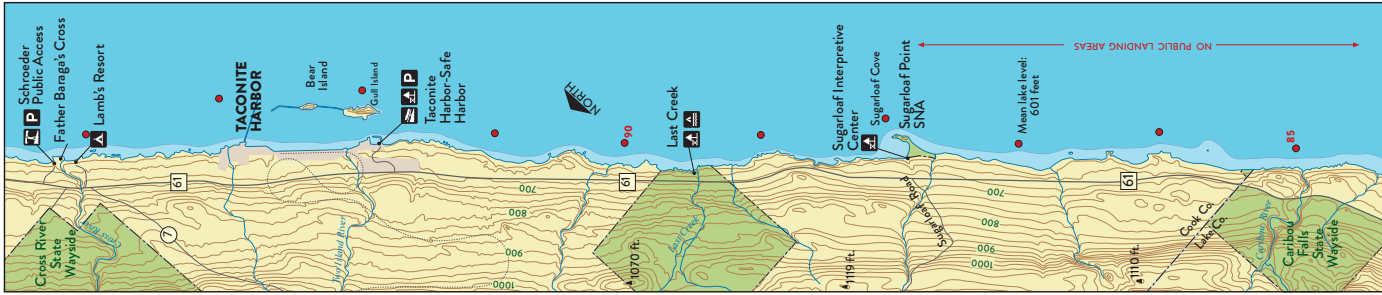 Schroeder
Public Access
P
Father Baraga's Cross
Lamb's Resort
TACONITE
HARBOR
Bear
Island
Gull Island
P
Taconite
Harbor-Safe
Harbor
NORTH
90
Last Creek
Sugarloaf Interpretive
Center
Sugarloaf Cove
Sugarloaf Point
SNA
NO PUBLIC LANDING AREAS
Mean lake level:
601 feet
85
61
61
61
7
Cross River
State
Wayside
Cross River
Two Island River
700
800
900
1000
1070 ft.
Last Creek
1119 ft.
Sugarloaf Road
700
800
900
1000
1110 ft.
Cook Co.
Lake Co.
Caribou River
Caribou
Falls
State
Wayside